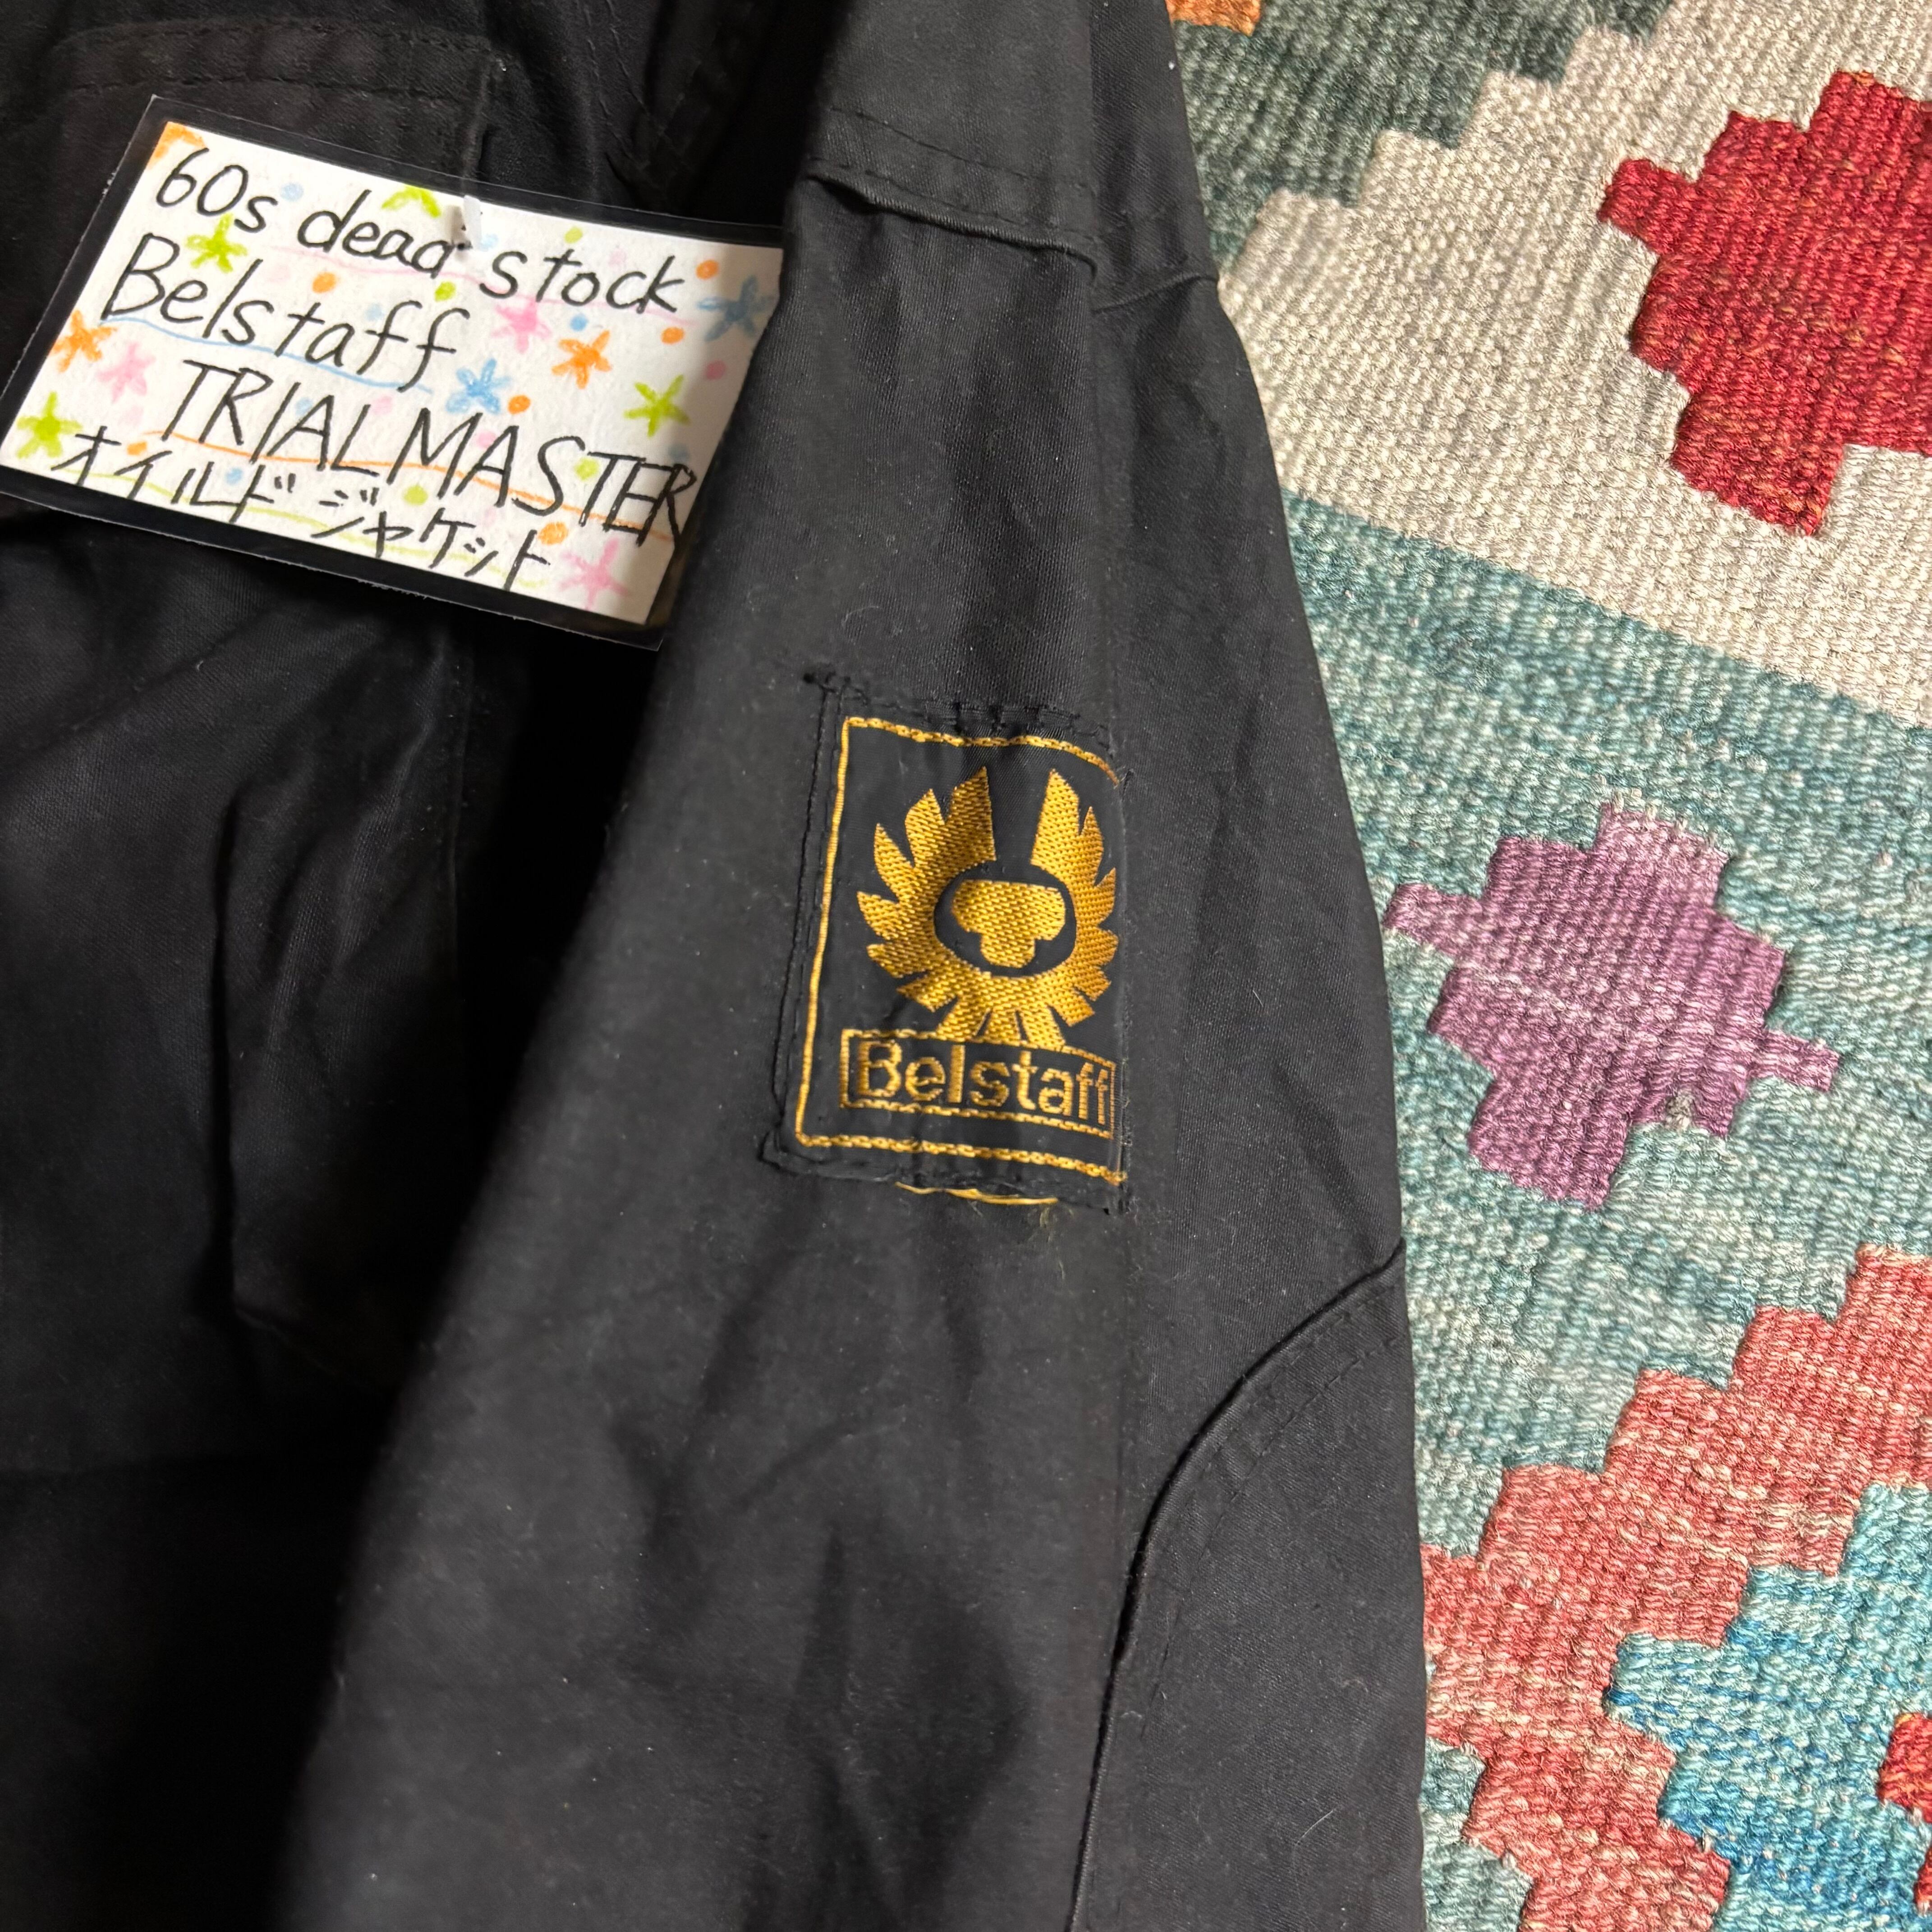 60s dead stock
Belstaff
TRIALMASTER
オイルド ジャケット
Belstaff